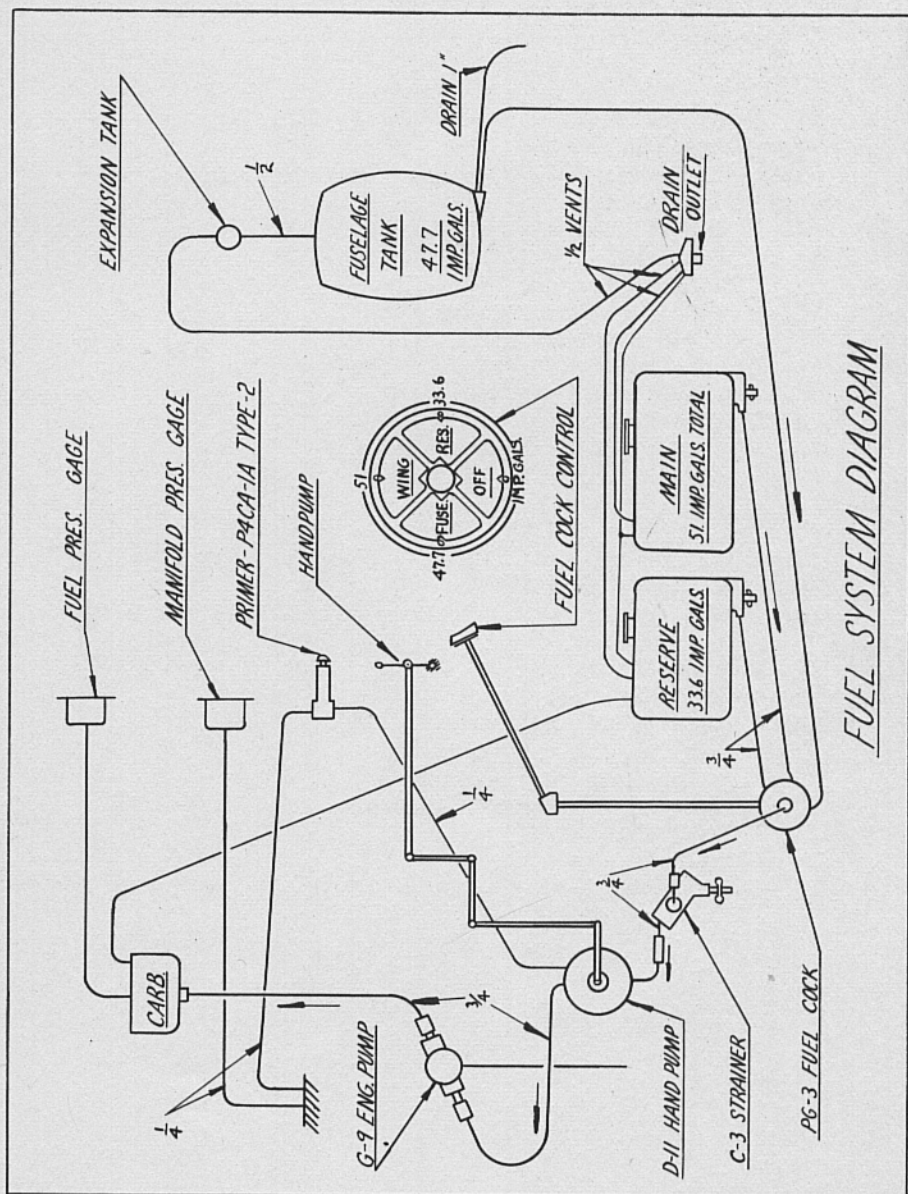 FUEL PRES. GAGE
MANIFOLD PRES. GAGE
PRIMER-P4CA-1A TYPE-2
HANDPUMP
EXPANSION TANK
1/2
FUSELAGE
TANK
47.7
IMP.GALS.
DRAIN 1"
1/2 VENTS
DRAIN
OUTLET
51
WING
33.6
RES.
OFF
IMP.GALS.
47.7
FUSE.
FUEL COCK CONTROL
CARB.
1/4
G-9 ENG.PUMP
3/4
1/4
3/4
RESERVE
33.6 IMP. GALS.
MAIN
51. IMP.GALS. TOTAL
3/4
D-11 HAND PUMP
C-3 STRAINER
PG-3 FUEL COCK
FUEL SYSTEM DIAGRAM